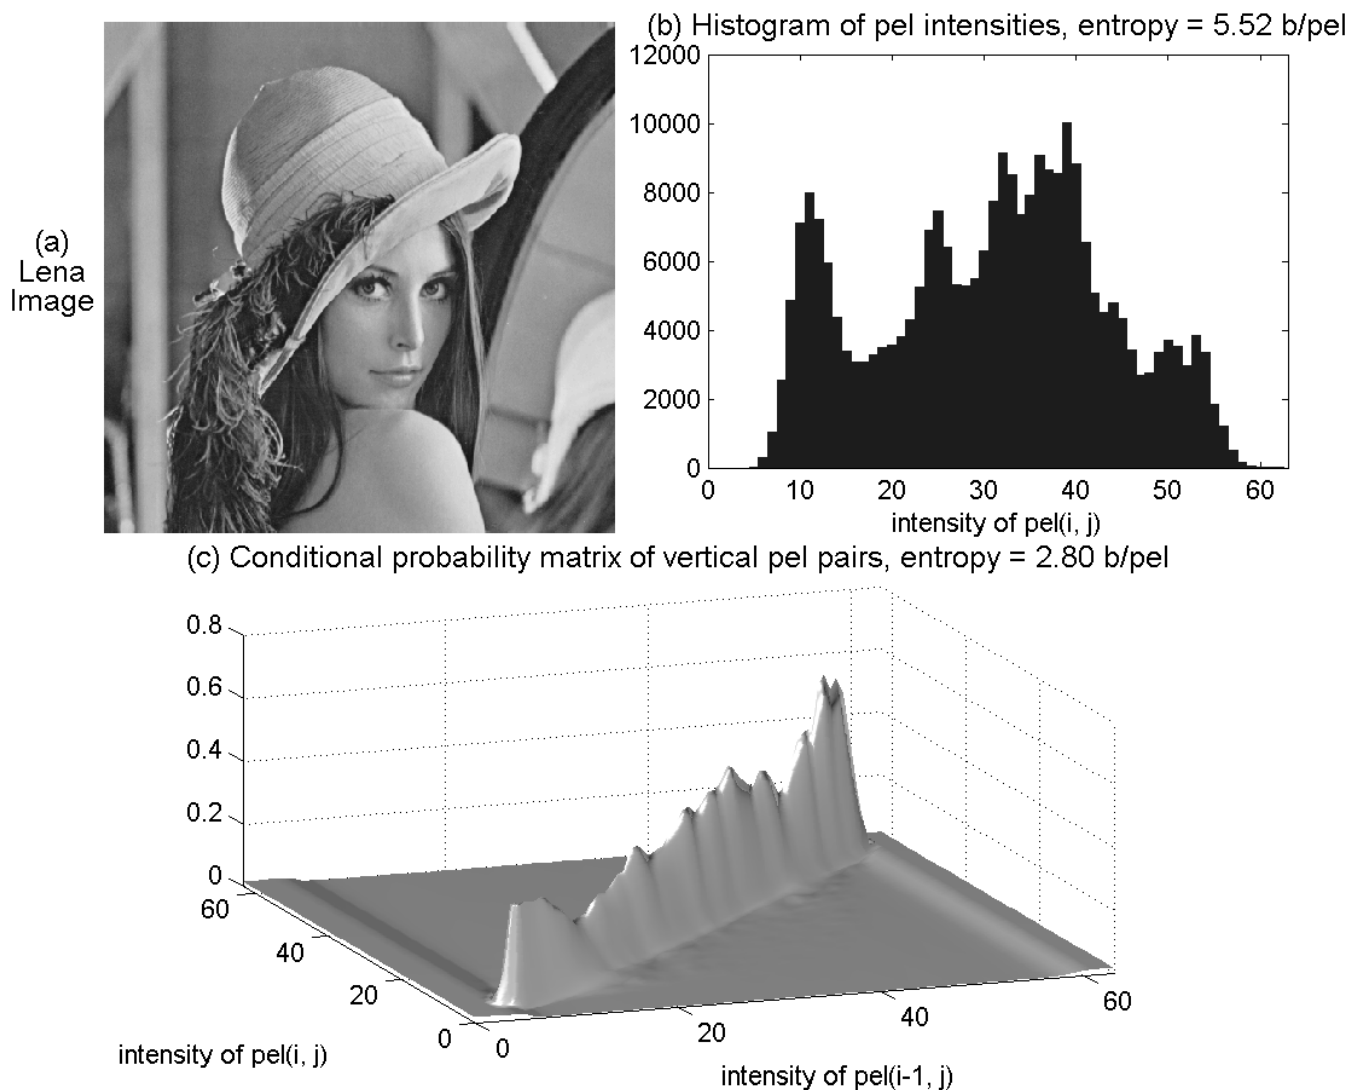 (b) Histogram of pel intensities, entropy = 5.52 b/pel
12000
10000
8000
6000
4000
2000
0
0 10 20 30 40 50 60
intensity of pel(i, j)
(a)
Lena
Image
(c) Conditional probability matrix of vertical pel pairs, entropy = 2.80 b/pel
0.8
0.6
0.4
0.2
0
60
40
20
0
0 20 40 60
intensity of pel(i, j)
intensity of pel(i-1, j)